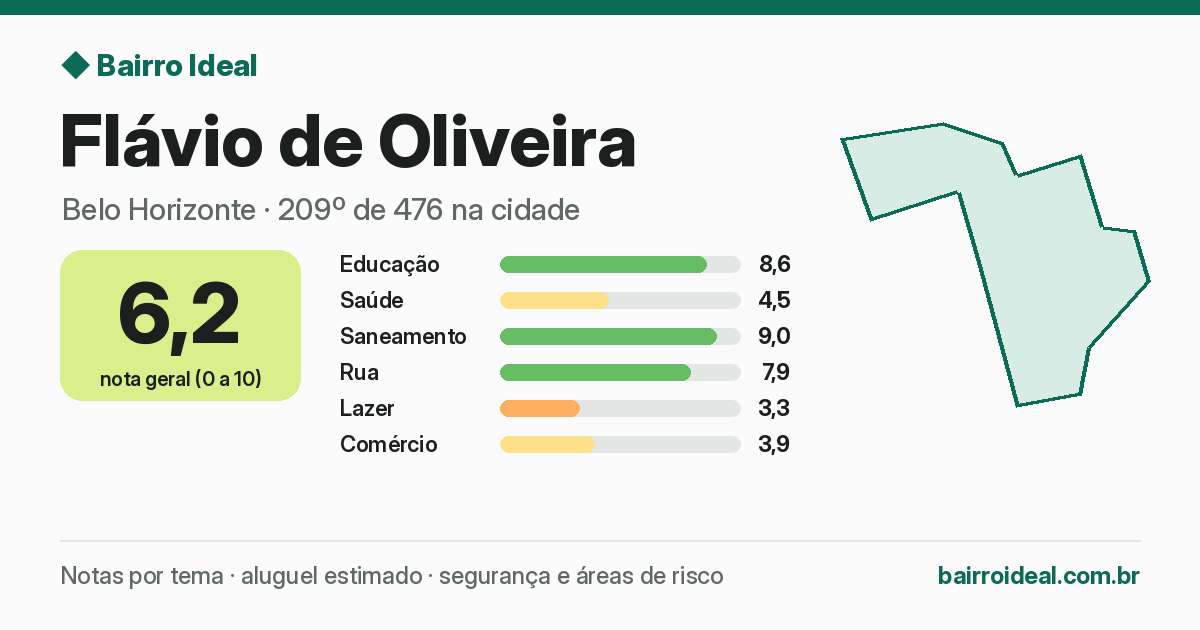 Bairro Ideal
Flávio de Oliveira
Belo Horizonte · 209º de 476 na cidade
6,2
nota geral (0 a 10)
Educação 8,6
Saúde 4,5
Saneamento 9,0
Rua 7,9
Lazer 3,3
Comércio 3,9
Notas por tema · aluguel estimado · segurança e áreas de risco
bairroideal.com.br